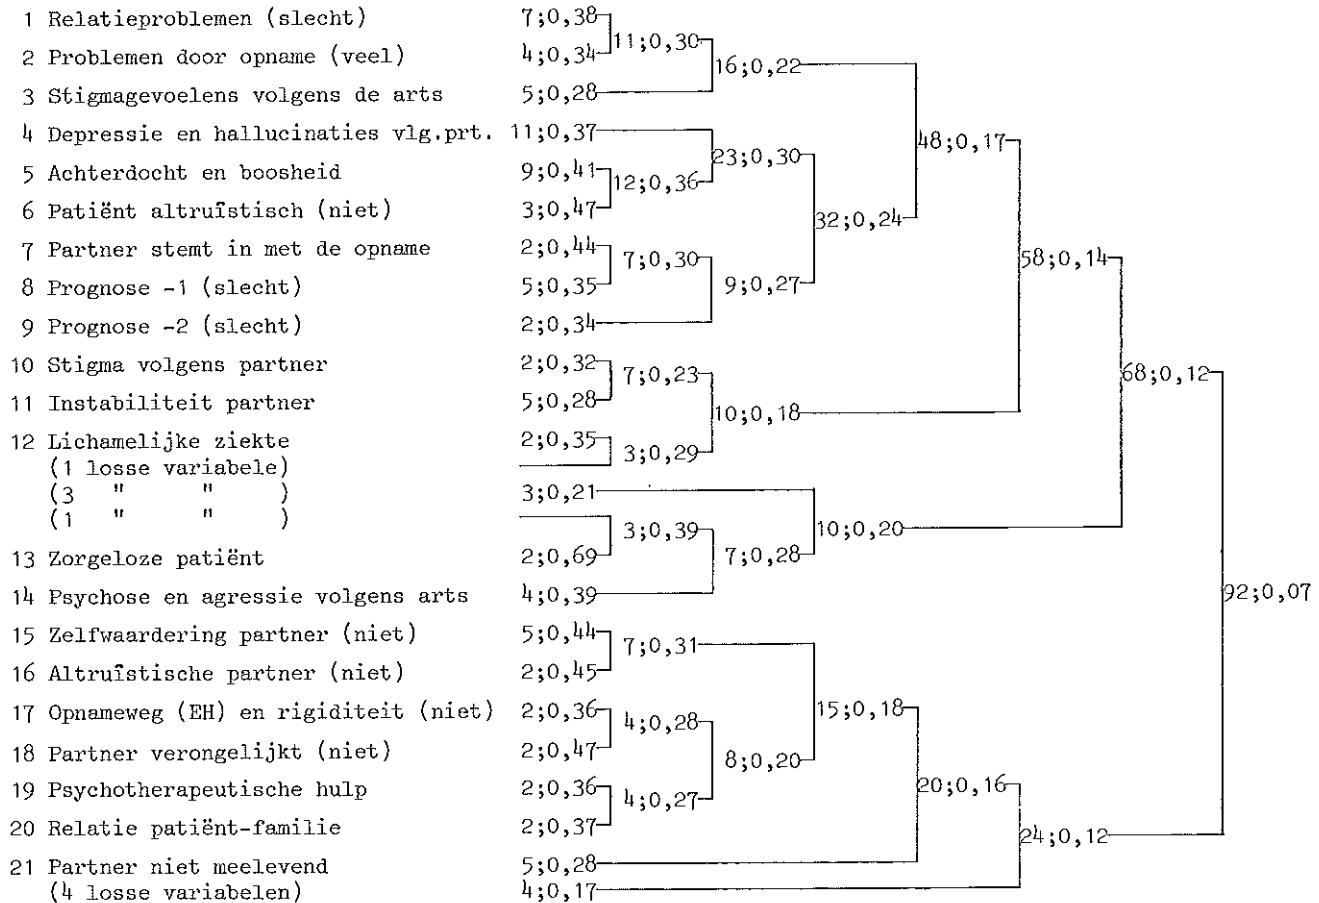 1 Relatieproblemen (slecht) 7;0,38
11;0,30
2 Problemen door opname (veel) 4;0,34
16;0,22
3 Stigmagevoelens volgens de arts 5;0,28
4 Depressie en hallucinaties vlg.prt. 11;0,37
48;0,17
23;0,30
5 Achterdocht en boosheid 9;0,41
12;0,36
6 Patiënt altruïstisch (niet) 3;0,47
32;0,24
7 Partner stemt in met de opname 2;0,44
7;0,30
58;0,14
8 Prognose -1 (slecht) 5;0,35
9;0,27
9 Prognose -2 (slecht) 2;0,34
10 Stigma volgens partner 2;0,32
7;0,23
68;0,12
11 Instabiliteit partner 5;0,28
10;0,18
12 Lichamelijke ziekte 2;0,35
3;0,29
(1 losse variabele)
(3 " " ) 3;0,21
(1 " " )
3;0,39
10;0,20
13 Zorgeloze patiënt 2;0,69
7;0,28
14 Psychose en agressie volgens arts 4;0,39
92;0,07
15 Zelfwaardering partner (niet) 5;0,44
7;0,31
16 Altruïstische partner (niet) 2;0,45
17 Opnameweg (EH) en rigiditeit (niet) 2;0,36
4;0,28
15;0,18
18 Partner verongelijkt (niet) 2;0,47
8;0,20
19 Psychotherapeutische hulp 2;0,36
4;0,27
20;0,16
20 Relatie patiënt-familie 2;0,37
24;0,12
21 Partner niet meelevend 5;0,28
(4 losse variabelen) 4;0,17